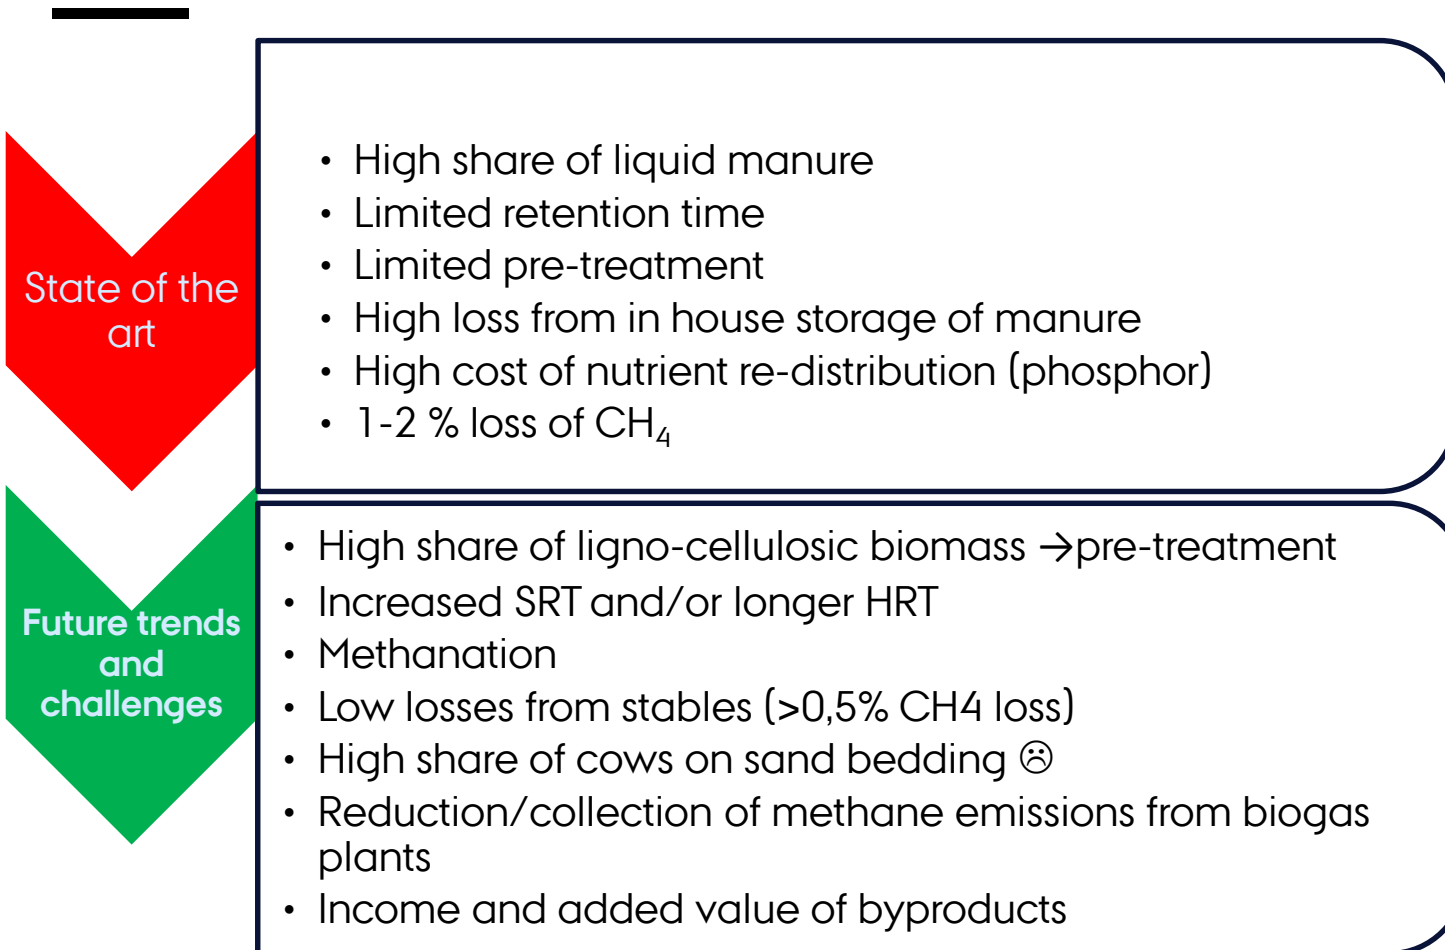 State of the
art
• High share of liquid manure
• Limited retention time
• Limited pre-treatment
• High loss from in house storage of manure
• High cost of nutrient re-distribution (phosphor)
• 1-2 % loss of CH₄
Future trends
and
challenges
• High share of ligno-cellulosic biomass →pre-treatment
• Increased SRT and/or longer HRT
• Methanation
• Low losses from stables (>0,5% CH4 loss)
• High share of cows on sand bedding ☹
• Reduction/collection of methane emissions from biogas
plants
• Income and added value of byproducts